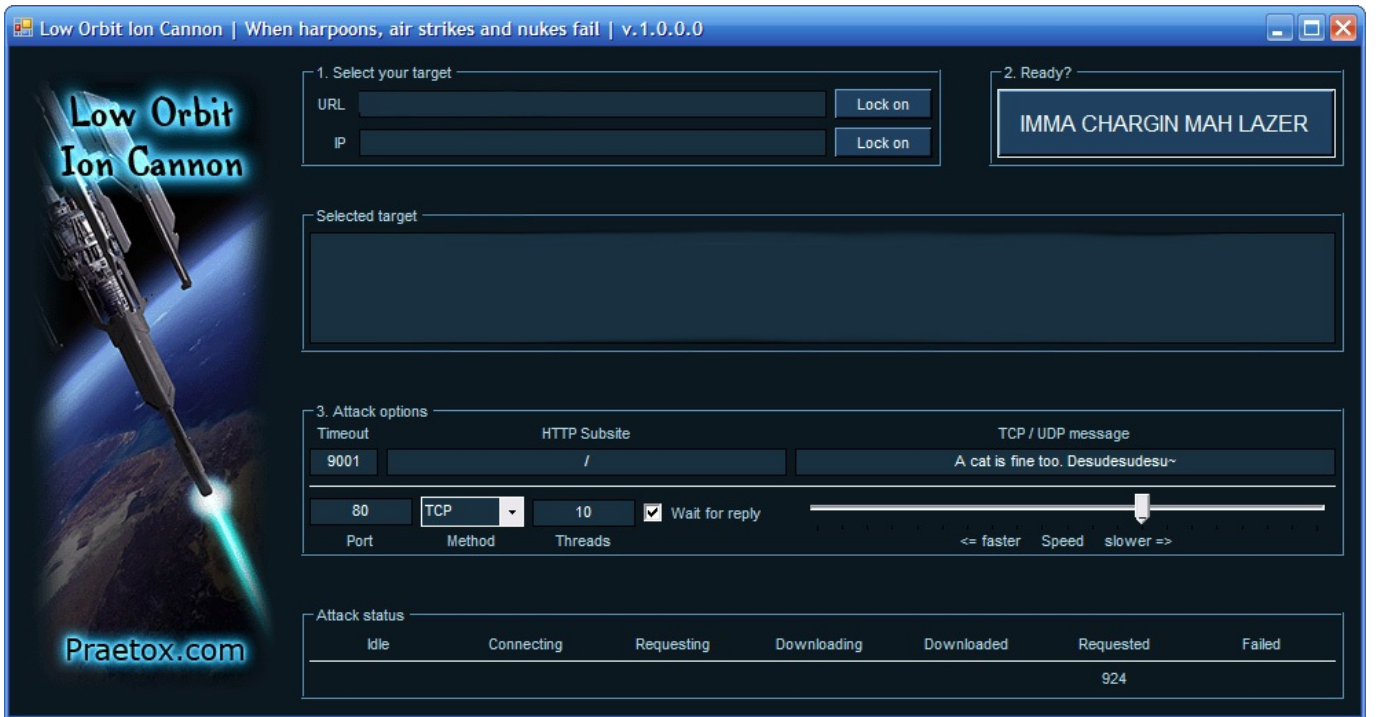 Low Orbit Ion Cannon | When harpoons, air strikes and nukes fail | v.1.0.0.0
Low Orbit
Ion Cannon
Praetox.com
1. Select your target
URL Lock on
IP Lock on
2. Ready?
IMMA CHARGIN MAH LAZER
Selected target
3. Attack options
Timeout HTTP Subsite TCP / UDP message
9001 / A cat is fine too. Desudesudesu~
80 TCP 10 Wait for reply
Port Method Threads <= faster Speed slower =>
Attack status
Idle Connecting Requesting Downloading Downloaded Requested Failed
924